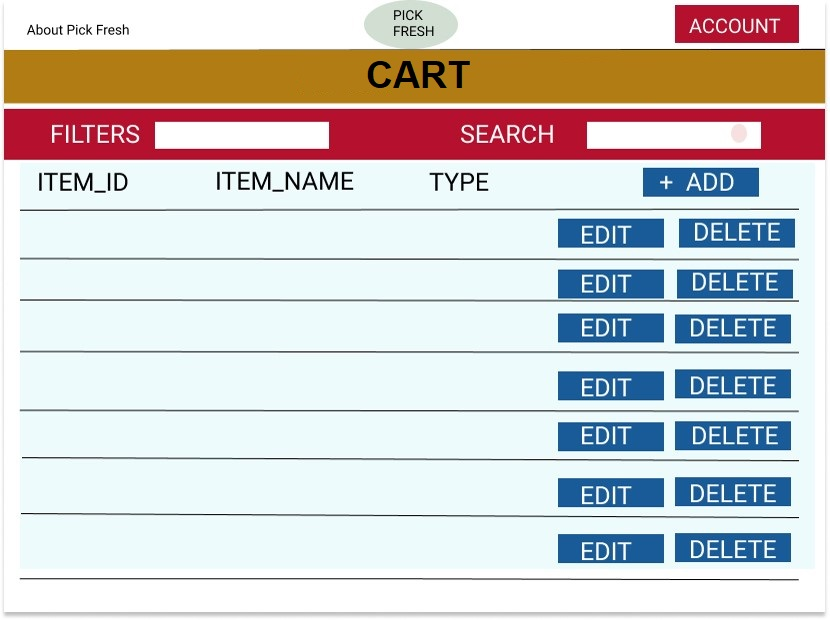 About Pick Fresh
PICK
FRESH
ACCOUNT
CART
FILTERS
SEARCH
ITEM_ID ITEM_NAME TYPE + ADD
EDIT DELETE
EDIT DELETE
EDIT DELETE
EDIT DELETE
EDIT DELETE
EDIT DELETE
EDIT DELETE